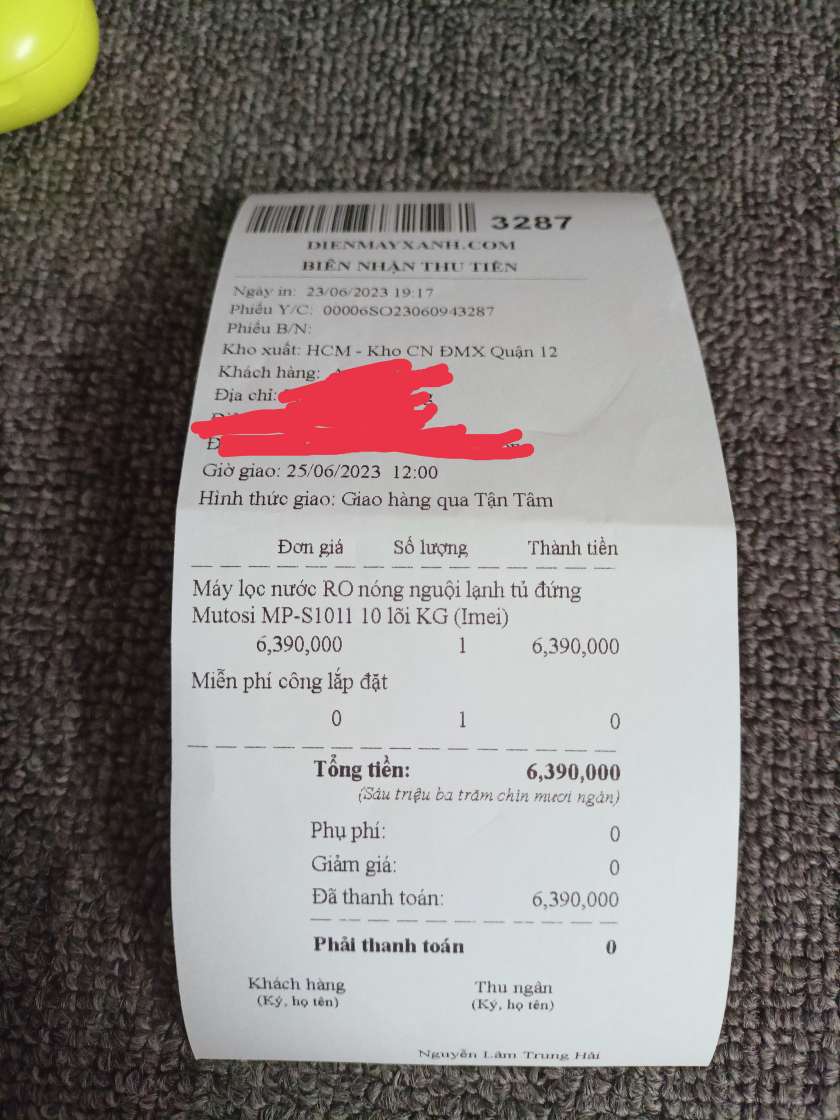 3287
DIENMAYXANH.COM
BIÊN NHẬN THU TIỀN
Ngày in: 23/06/2023 19:17
Phiếu Y/C: 00006SO23060943287
Phiếu B/N:
Kho xuất: HCM - Kho CN ĐMX Quận 12
Khách hàng:
Địa chỉ:
Giờ giao: 25/06/2023 12:00
Hình thức giao: Giao hàng qua Tận Tâm
Đơn giá Số lượng Thành tiền
Máy lọc nước RO nóng nguội lạnh tủ đứng
Mutosi MP-S1011 10 lõi KG (Imei)
6,390,000 1 6,390,000
Miễn phí công lắp đặt
0 1 0
Tổng tiền: 6,390,000
(Sáu triệu ba trăm chín mươi ngàn)
Phụ phí: 0
Giảm giá: 0
Đã thanh toán: 6,390,000
Phải thanh toán 0
Khách hàng Thu ngân
(Ký, họ tên) (Ký, họ tên)
Nguyễn Lâm Trung Hải